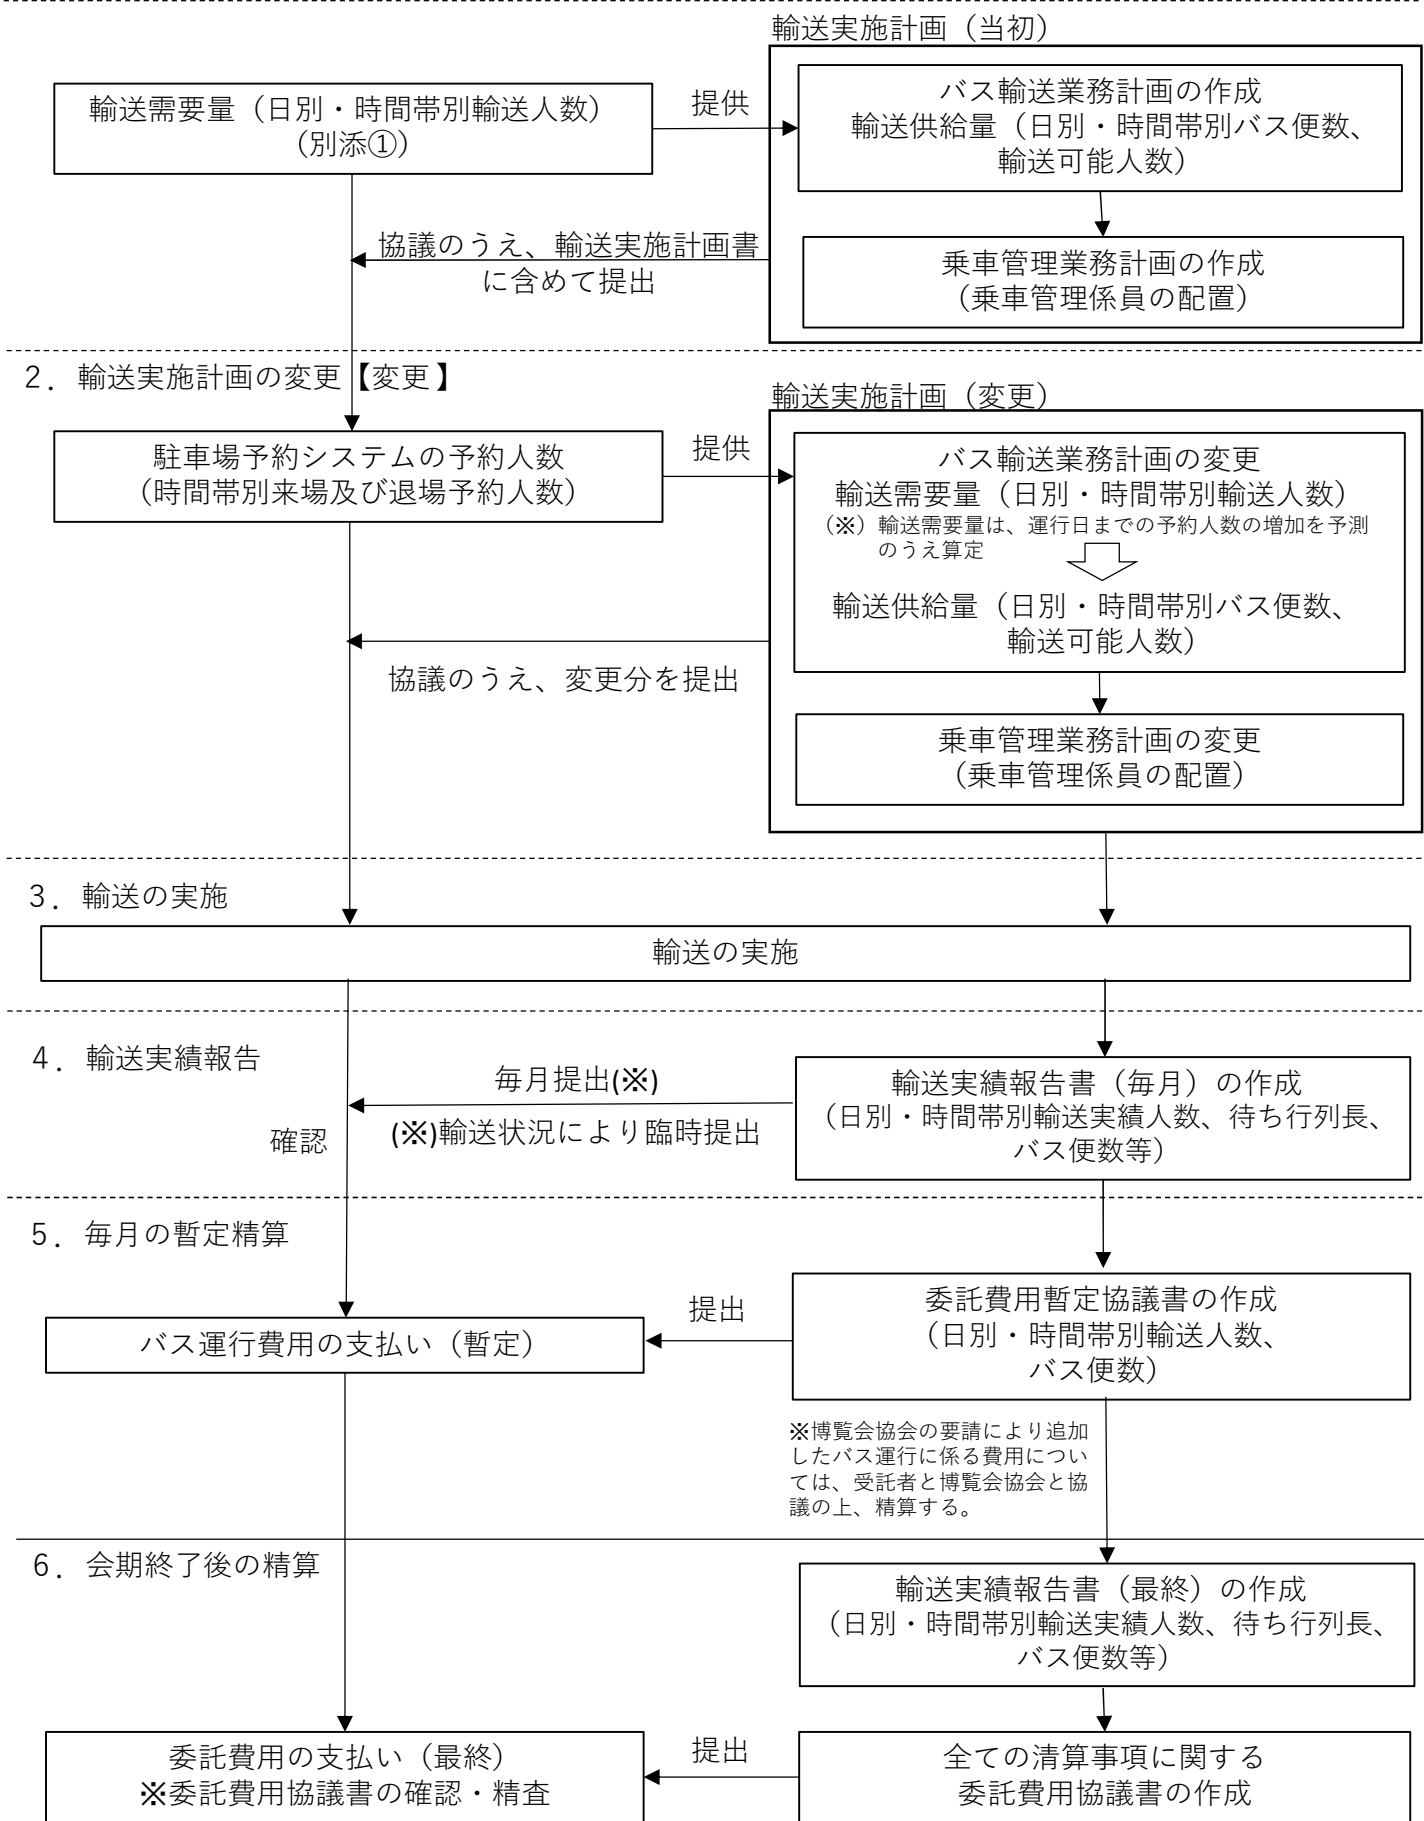 輸送実施計画（当初）
輸送需要量（日別・時間帯別輸送人数）
（別添①）
提供
バス輸送業務計画の作成
輸送供給量（日別・時間帯別バス便数、
輸送可能人数）
協議のうえ、輸送実施計画書
に含めて提出
乗車管理業務計画の作成
（乗車管理係員の配置）
２．輸送実施計画の変更【変更】
輸送実施計画（変更）
駐車場予約システムの予約人数
（時間帯別来場及び退場予約人数）
提供
バス輸送業務計画の変更
輸送需要量（日別・時間帯別輸送人数）
（※）輸送需要量は、運行日までの予約人数の増加を予測
のうえ算定
輸送供給量（日別・時間帯別バス便数、
輸送可能人数）
協議のうえ、変更分を提出
乗車管理業務計画の変更
（乗車管理係員の配置）
３．輸送の実施
輸送の実施
４．輸送実績報告
毎月提出(※)
(※)輸送状況により臨時提出
確認
輸送実績報告書（毎月）の作成
（日別・時間帯別輸送実績人数、待ち行列長、
バス便数等）
５．毎月の暫定精算
バス運行費用の支払い（暫定）
提出
委託費用暫定協議書の作成
（日別・時間帯別輸送人数、
バス便数）
※博覧会協会の要請により追加
したバス運行に係る費用につい
ては、受託者と博覧会協会と協
議の上、精算する。
６．会期終了後の精算
輸送実績報告書（最終）の作成
（日別・時間帯別輸送実績人数、待ち行列長、
バス便数等）
委託費用の支払い（最終）
※委託費用協議書の確認・精査
提出
全ての清算事項に関する
委託費用協議書の作成